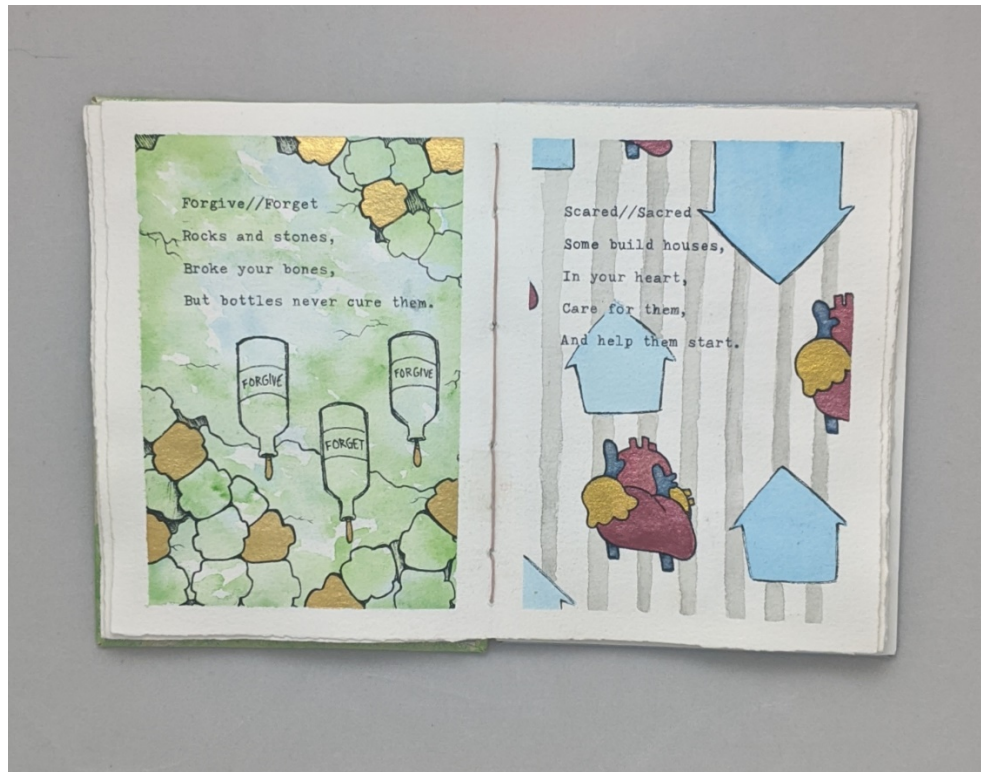 Forgive//Forget
Rocks and stones,
Broke your bones,
But bottles never cure them.
FORGIVE
FORGIVE
FORGET
Scared//Sacred
Some build houses,
In your heart,
Care for them,
And help them start.